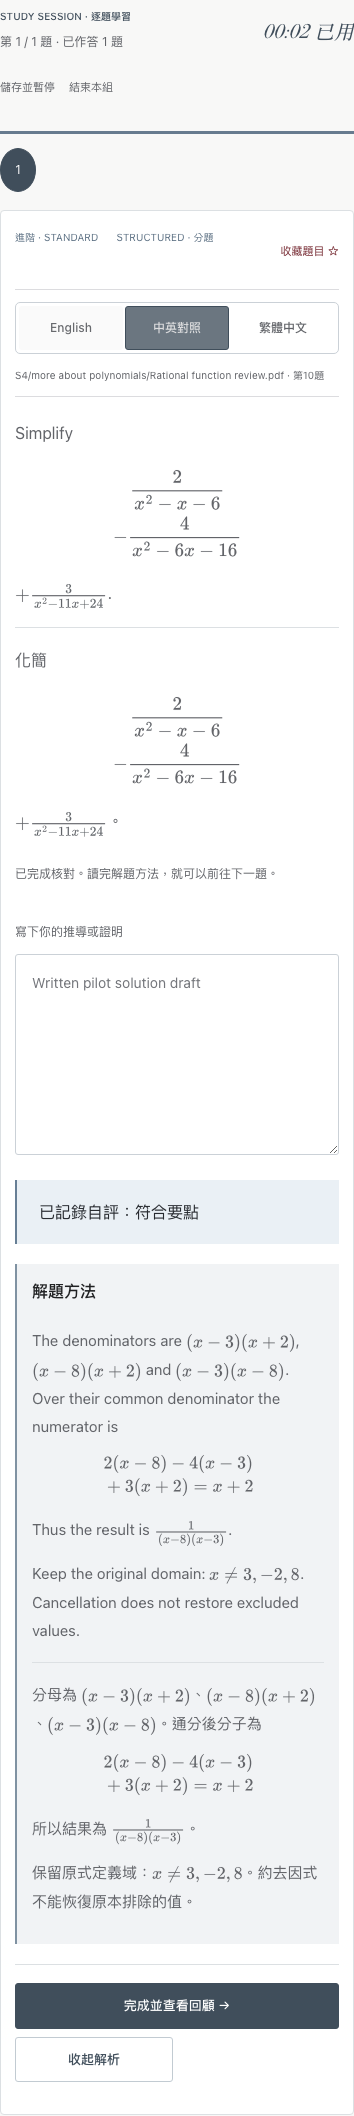 STUDY SESSION · 逐題學習
第 1 / 1 題 · 已作答 1 題
00:02 已用
儲存並暫停 結束本組
1
進階 · STANDARD STRUCTURED · 分題
收藏題目 ☆
English 中英對照 繁體中文
S4/more about polynomials/Rational function review.pdf · 第10題
Simplify
2
x² − x − 6
− 4
x² − 6x − 16
+ 3/(x²−11x+24) .
化簡
2
x² − x − 6
− 4
x² − 6x − 16
+ 3/(x²−11x+24) 。
已完成核對。讀完解題方法，就可以前往下一題。
寫下你的推導或證明
Written pilot solution draft
已記錄自評：符合要點
解題方法
The denominators are (x − 3)(x + 2),
(x − 8)(x + 2) and (x − 3)(x − 8).
Over their common denominator the
numerator is
2(x − 8) − 4(x − 3)
+ 3(x + 2) = x + 2
Thus the result is 1/((x−8)(x−3)).
Keep the original domain: x ≠ 3, −2, 8.
Cancellation does not restore excluded
values.
分母為 (x − 3)(x + 2)、(x − 8)(x + 2)
、(x − 3)(x − 8)。通分後分子為
2(x − 8) − 4(x − 3)
+ 3(x + 2) = x + 2
所以結果為 1/((x−8)(x−3))。
保留原式定義域：x ≠ 3, −2, 8。約去因式
不能恢復原本排除的值。
完成並查看回顧 →
收起解析